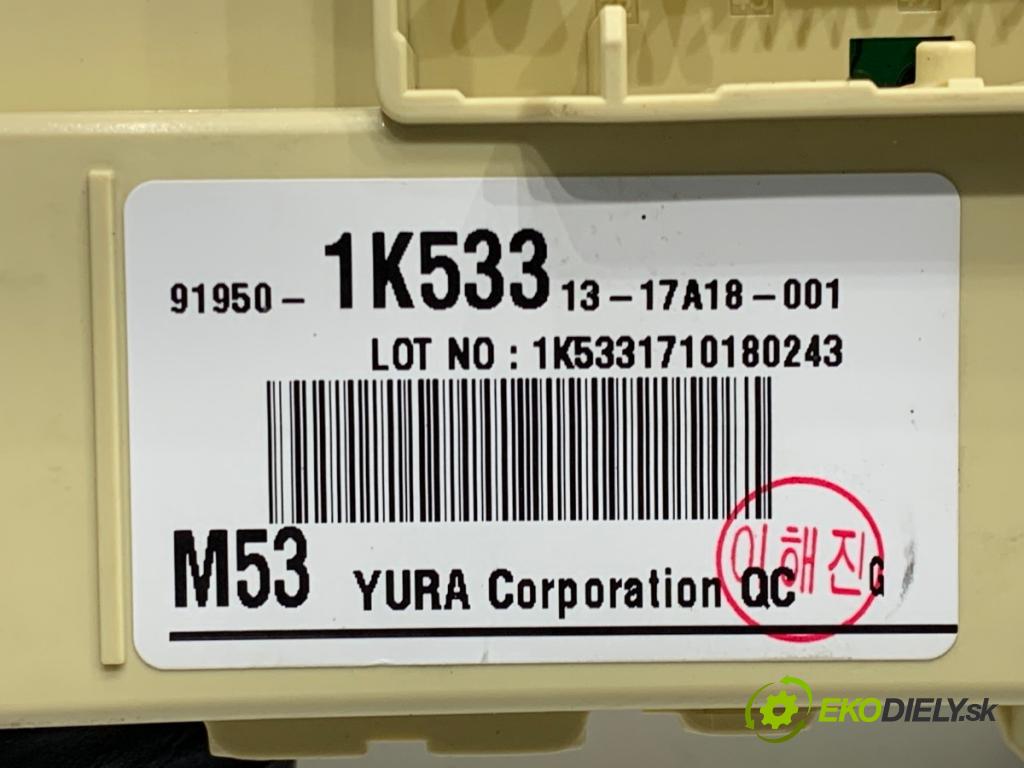 91950- 1K533 13-17A18-001
LOT NO : 1K5331710180243
M53 YURA Corporation QC G
이해진
EKODIELY.sk